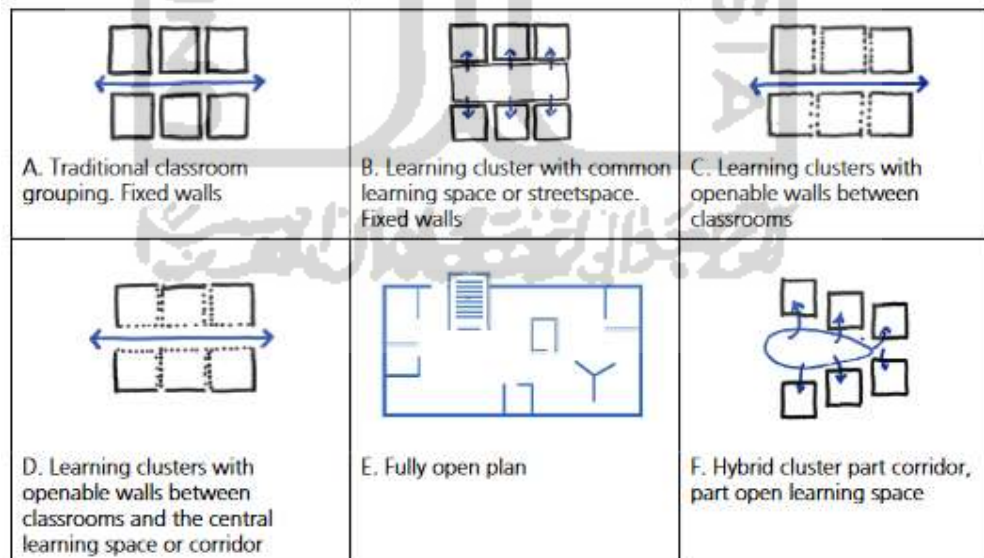 A. Traditional classroom
grouping. Fixed walls
B. Learning cluster with common
learning space or streetspace.
Fixed walls
C. Learning clusters with
openable walls between
classrooms
D. Learning clusters with
openable walls between
classrooms and the central
learning space or corridor
E. Fully open plan
F. Hybrid cluster part corridor,
part open learning space